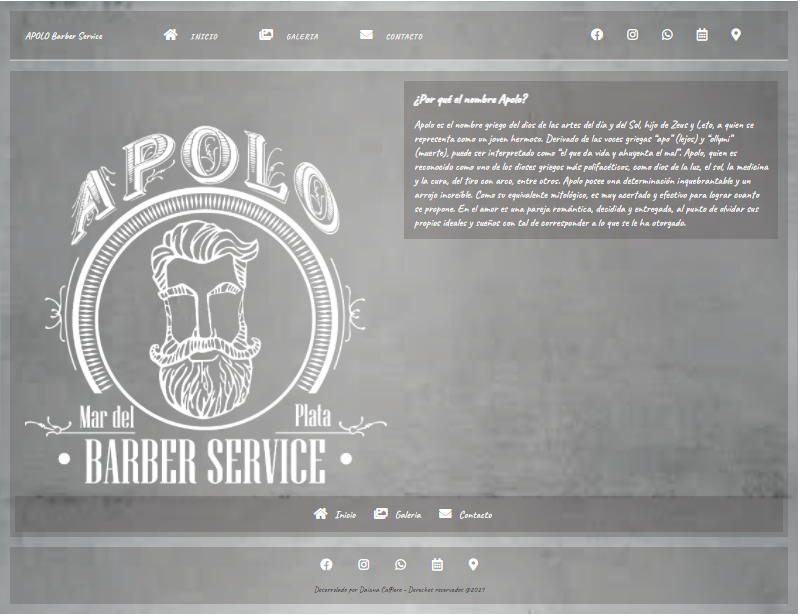 APOLO Barber Service INICIO GALERIA CONTACTO
APOLO
Mar del Plata
BARBER SERVICE
¿Por qué el nombre Apolo?
Apolo es el nombre griego del dios de las artes del día y del Sol, hijo de Zeus y Leto, a quien se
representa como un joven hermoso. Derivado de las voces griegas "apo" (lejos) y "ollymi"
(muerte), puede ser interpretado como "el que da vida y ahuyenta el mal". Apolo, quien es
reconocido como uno de los dioses griegos más polifacéticos, como dios de la luz, el sol, la medicina
y la cura, del tiro con arco, entre otros. Apolo posee una determinación inquebrantable y un
arrojo increíble. Como su equivalente mitológico, es muy acertado y efectivo para lograr cuanto
se propone. En el amor es una pareja romántica, decidida y entregada, al punto de olvidar sus
propios ideales y sueños con tal de corresponder a lo que se le ha otorgado.
Inicio Galeria Contacto
Desarrolado por Daiana Caffiero - Derechos reservados @2021